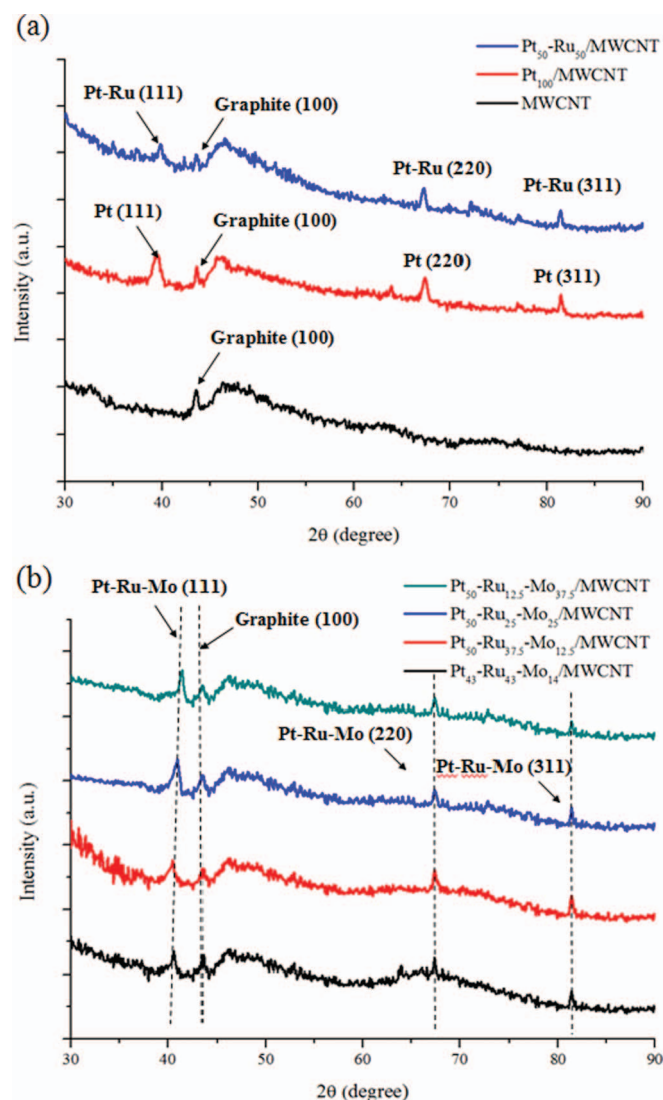 (a)
Pt50-Ru50/MWCNT
Pt100/MWCNT
MWCNT
Pt-Ru (111)
Graphite (100)
Pt-Ru (220)
Pt-Ru (311)
Pt (111)
Graphite (100)
Pt (220)
Pt (311)
Graphite (100)
Intensity (a.u.)
30 40 50 60 70 80 90
2θ (degree)
(b)
Pt-Ru-Mo (111)
Graphite (100)
Pt50-Ru12.5-Mo37.5/MWCNT
Pt50-Ru25-Mo25/MWCNT
Pt50-Ru37.5-Mo12.5/MWCNT
Pt43-Ru43-Mo14/MWCNT
Pt-Ru-Mo (220)
Pt-Ru-Mo (311)
Intensity (a.u.)
30 40 50 60 70 80 90
2θ (degree)